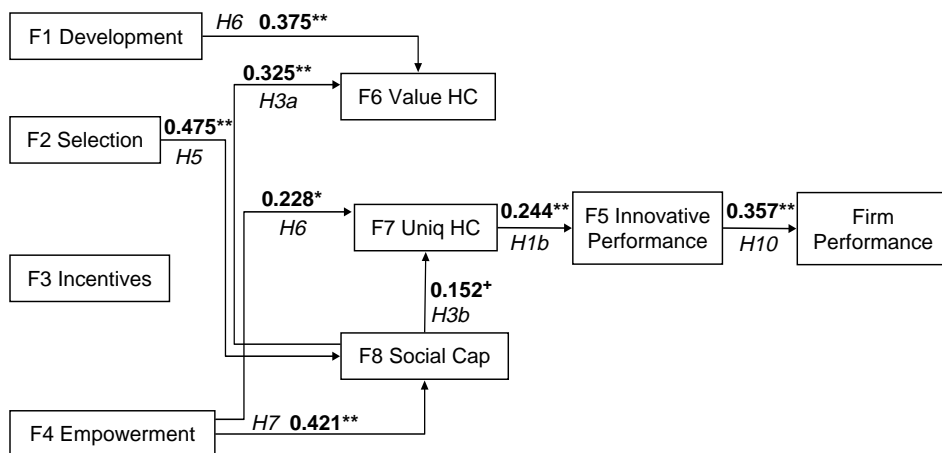 H6 0.375**
F1 Development
0.325**
H3a
F6 Value HC
F2 Selection
0.475**
H5
0.228*
H6
F7 Uniq HC
0.244**
H1b
F5 Innovative
Performance
0.357**
H10
Firm
Performance
F3 Incentives
0.152+
H3b
F8 Social Cap
F4 Empowerment
H7 0.421**